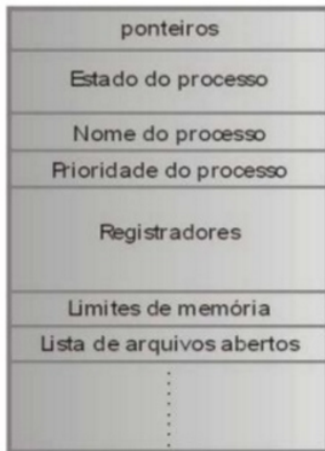 ponteiros
Estado do processo
Nome do processo
Prioridade do processo
Registradores
Limites de memória
Lista de arquivos abertos